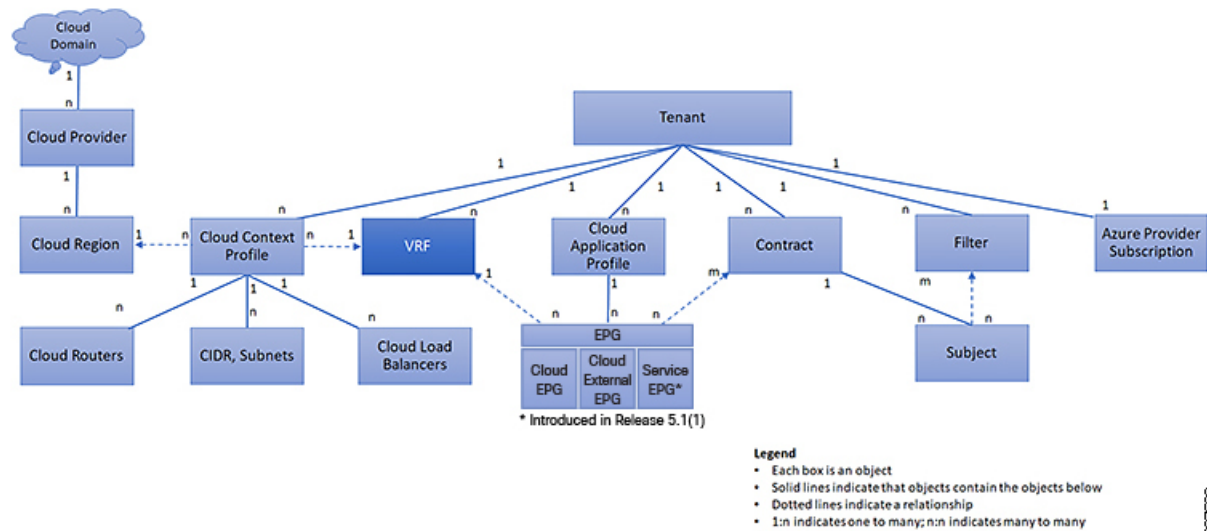 Cloud
Domain
1
n
Cloud Provider
Tenant
1
1
1
1
1
1
1
n
n
n
n
n
n
1
Cloud Region
1
n
Cloud Context
Profile
n
1
VRF
Cloud
Application
Profile
Contract
Filter
Azure Provider
Subscription
1
1
1
1
1
m
1
m
n
n
n
n
n
n
n
n
Cloud Routers
CIDR, Subnets
Cloud Load
Balancers
EPG
Cloud
EPG
Cloud
External
EPG
Service
EPG*
Subject
* Introduced in Release 5.1(1)
Legend
• Each box is an object
• Solid lines indicate that objects contain the objects below
• Dotted lines indicate a relationship
• 1:n indicates one to many; n:n indicates many to many